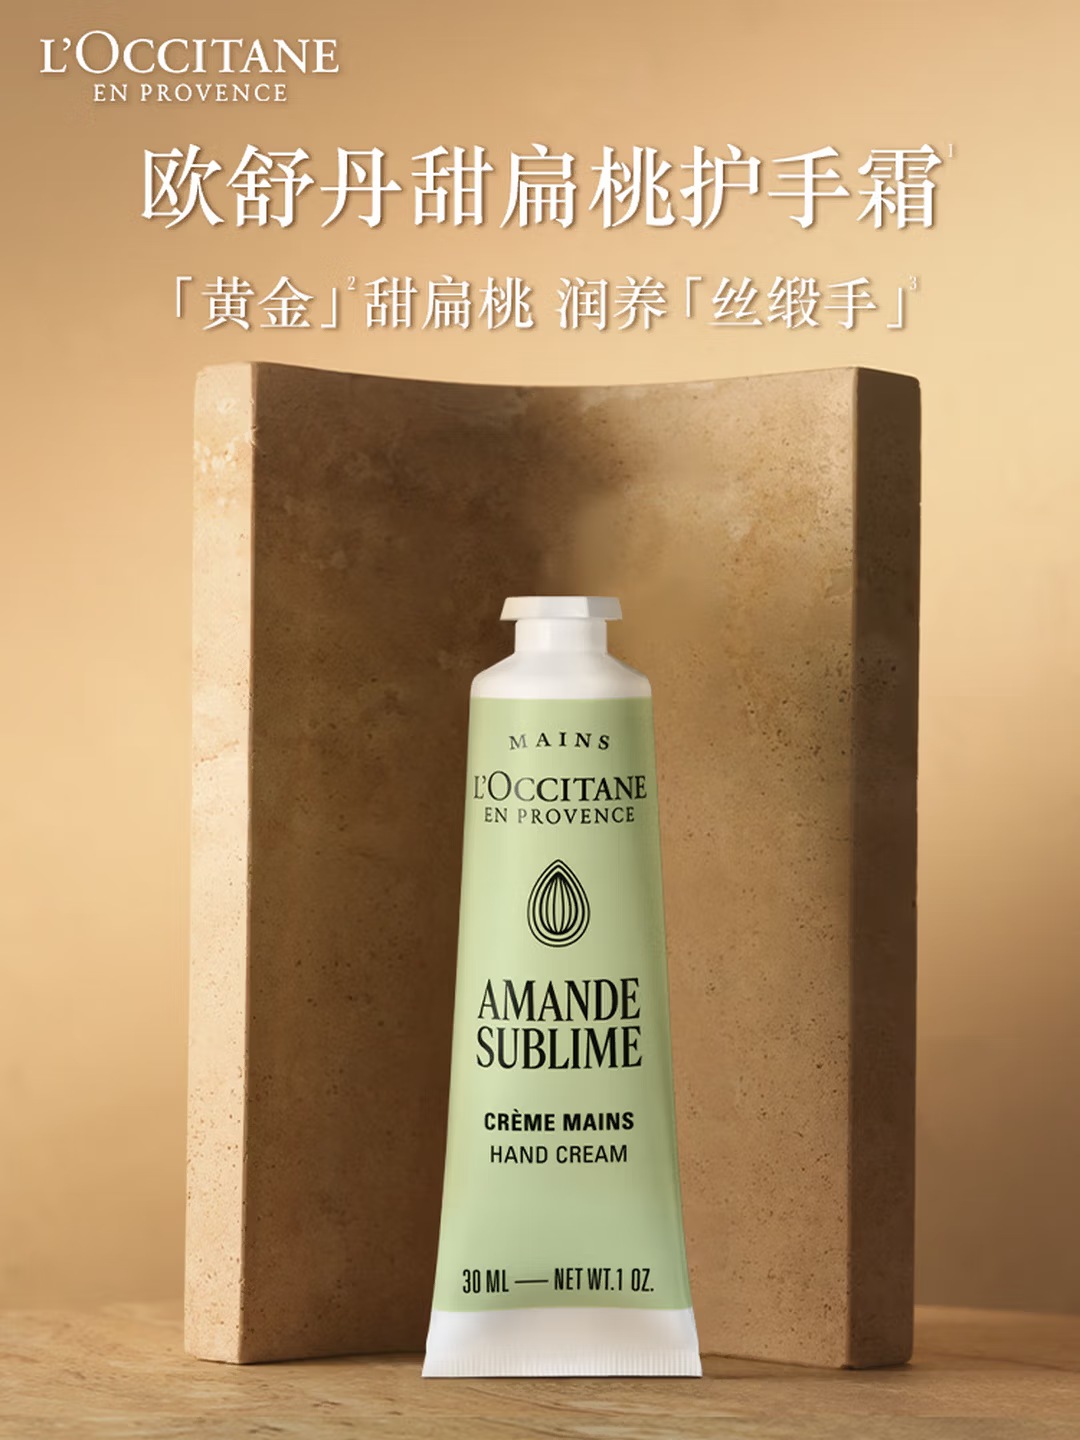 L'OCCITANE
EN PROVENCE
欧舒丹甜扁桃护手霜1
「黄金」2甜扁桃 润养「丝缎手」3
MAINS
L'OCCITANE
EN PROVENCE
AMANDE
SUBLIME
CRÈME MAINS
HAND CREAM
30 ML — NET WT.1 OZ.